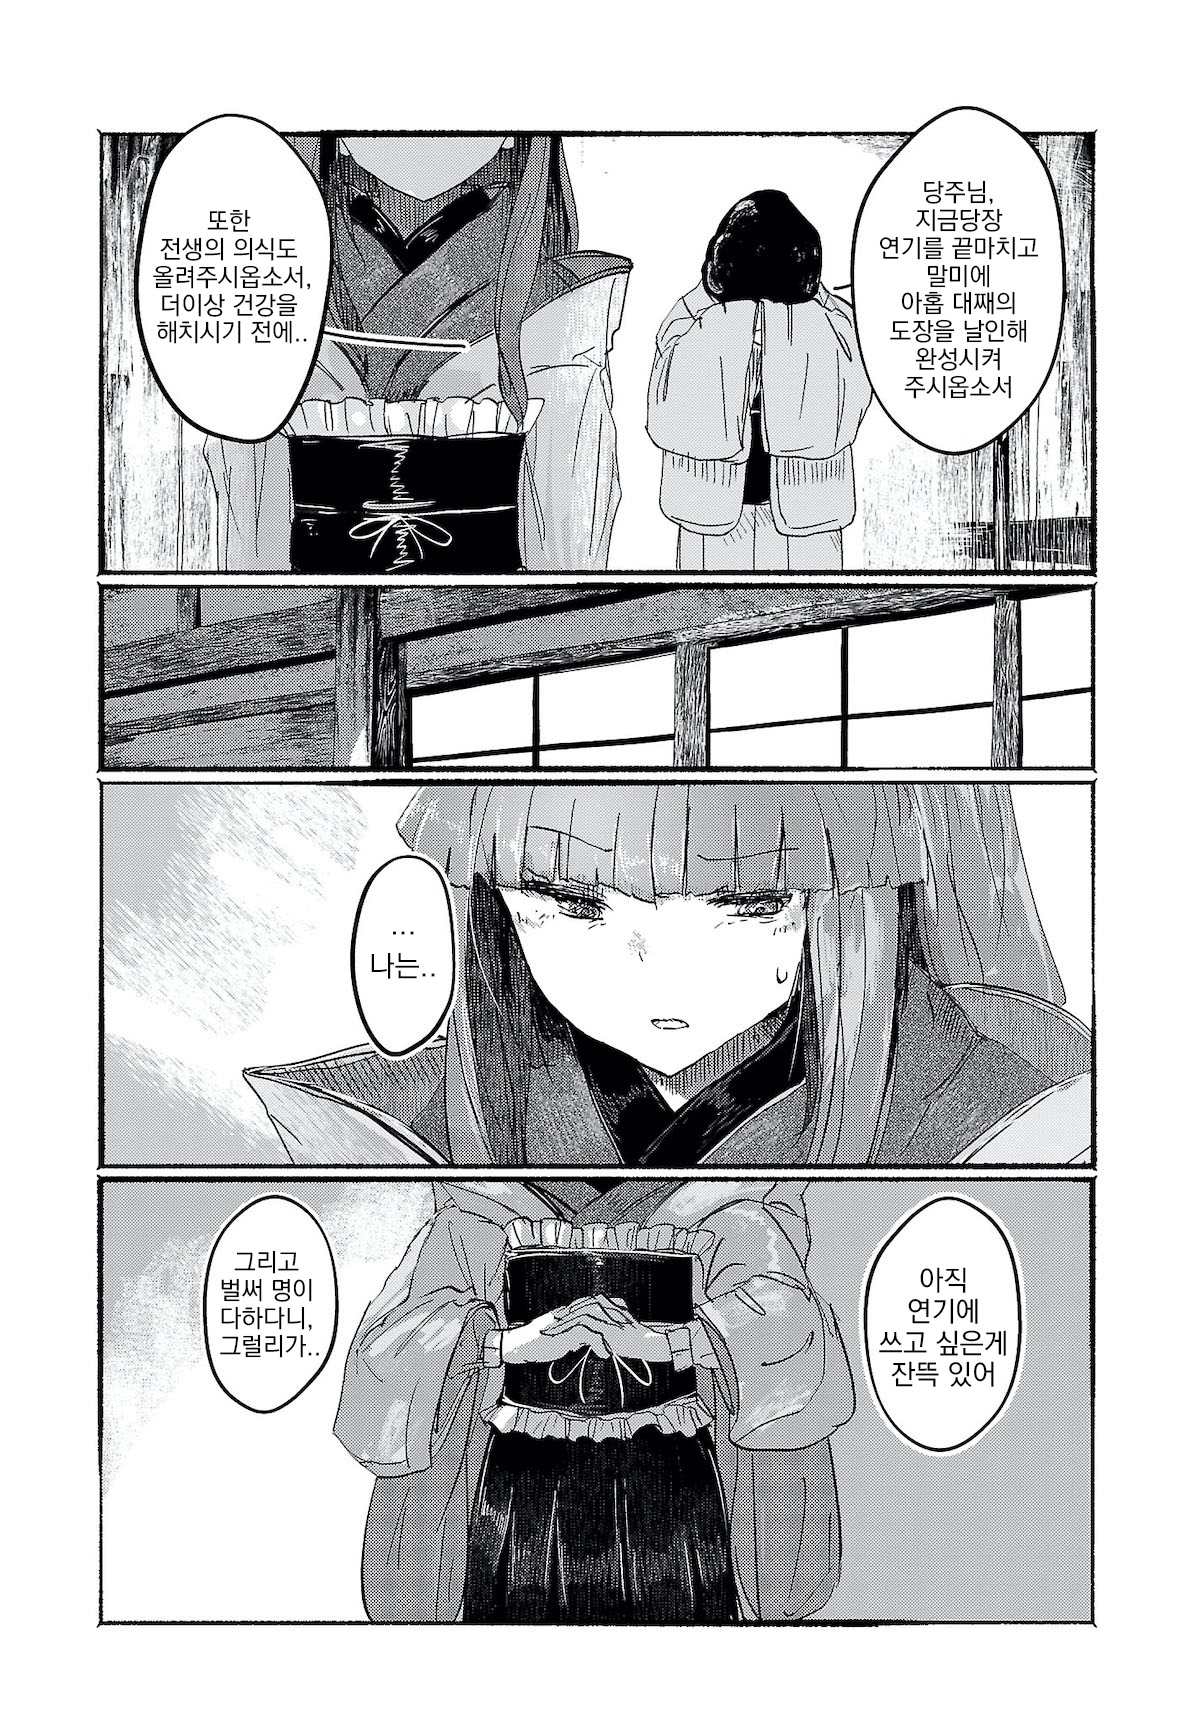 당주님,
지금당장
연기를 끝마치고
말미에
아홉 대째의
도장을 날인해
완성시켜
주시옵소서
또한
전생의 의식도
올려주시옵소서,
더이상 건강을
해치시기 전에..
...
나는..
아직
연기에
쓰고 싶은게
잔뜩 있어
그리고
벌써 명이
다하다니,
그럴리가..